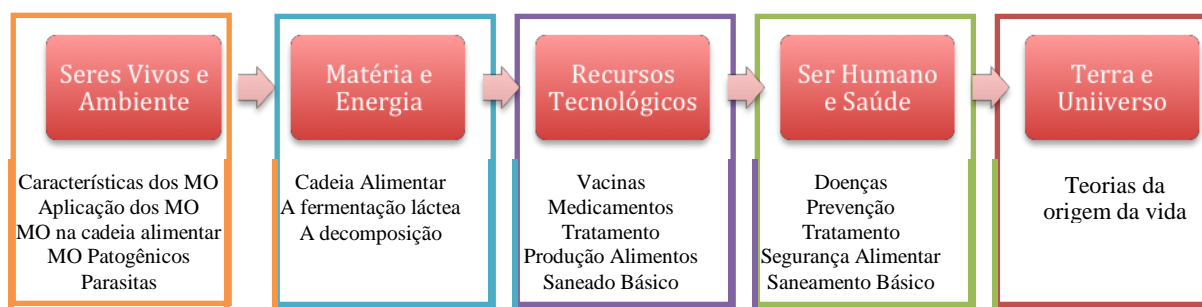 Seres Vivos e
Ambiente
Características dos MO
Aplicação dos MO
MO na cadeia alimentar
MO Patogênicos
Parasitas
Matéria e
Energia
Cadeia Alimentar
A fermentação láctea
A decomposição
Recursos
Tecnológicos
Vacinas
Medicamentos
Tratamento
Produção Alimentos
Saneado Básico
Ser Humano
e Saúde
Doenças
Prevenção
Tratamento
Segurança Alimentar
Saneamento Básico
Terra e
Uniiverso
Teorias da
origem da vida